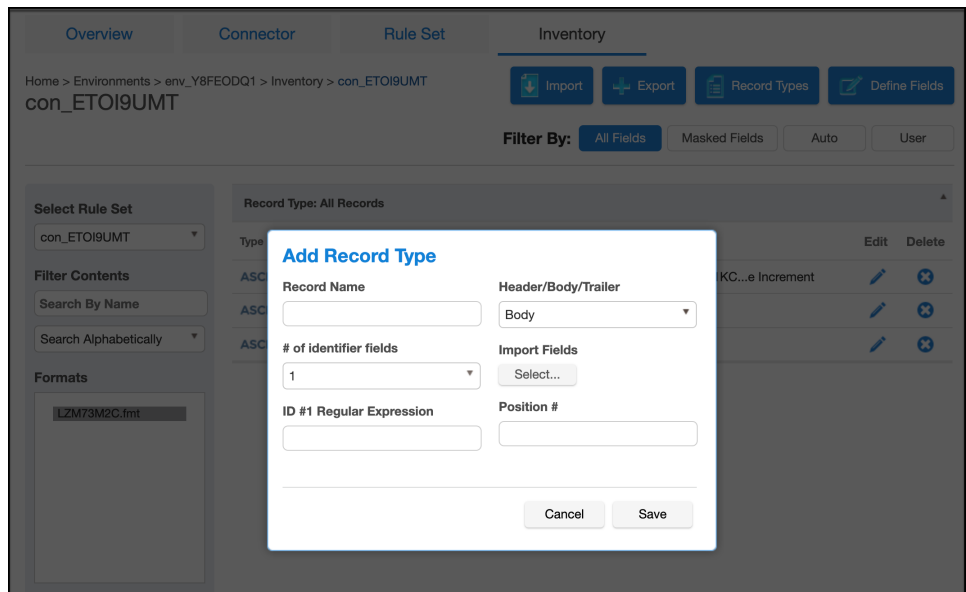 Overview
Connector
Rule Set
Inventory
Home > Environments > env_Y8FEODQ1 > Inventory > con_ETOI9UMT
con_ETOI9UMT
Import
Export
Record Types
Define Fields
Filter By:
All Fields
Masked Fields
Auto
User
Select Rule Set
con_ETOI9UMT
Filter Contents
Search By Name
Search Alphabetically
Formats
LZM73M2C.fmt
Record Type: All Records
Type
Edit
Delete
ASC
KC...e Increment
ASC
ASC
Add Record Type
Record Name
Header/Body/Trailer
Body
# of identifier fields
1
Import Fields
Select...
ID #1 Regular Expression
Position #
Cancel
Save